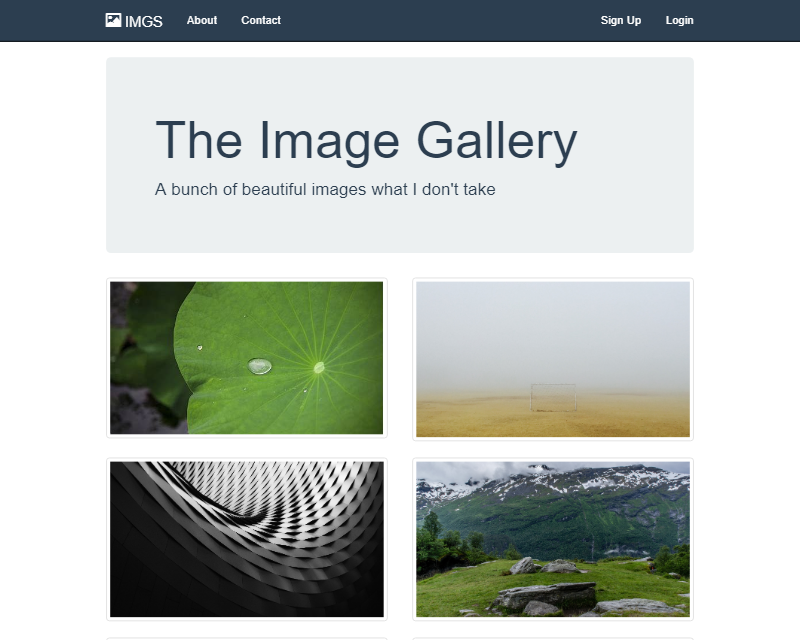 IMGS About Contact Sign Up Login
The Image Gallery
A bunch of beautiful images what I don't take